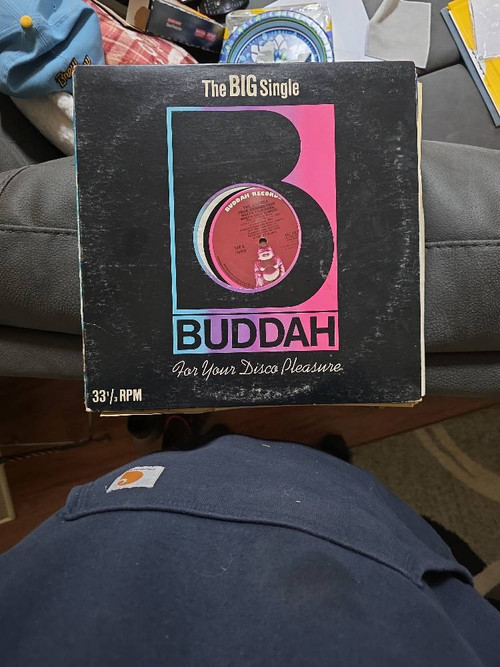 The BIG Single
BUDDAH RECORDS
BUDDAH
For Your Disco Pleasure
33⅓ RPM